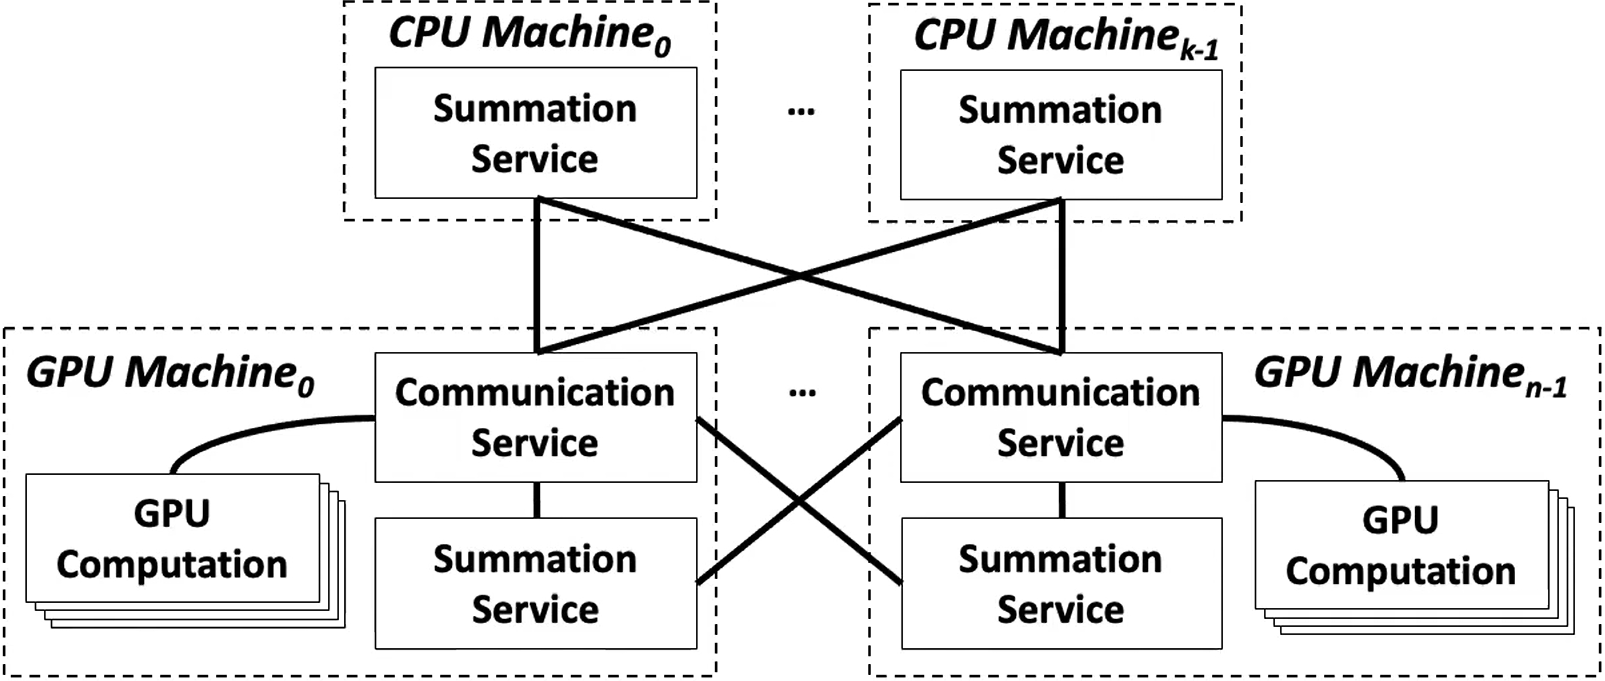 CPU Machine0
CPU Machinek-1
Summation
Service
...
Summation
Service
GPU Machine0
Communication
Service
...
Communication
Service
GPU Machinen-1
GPU
Computation
Summation
Service
Summation
Service
GPU
Computation